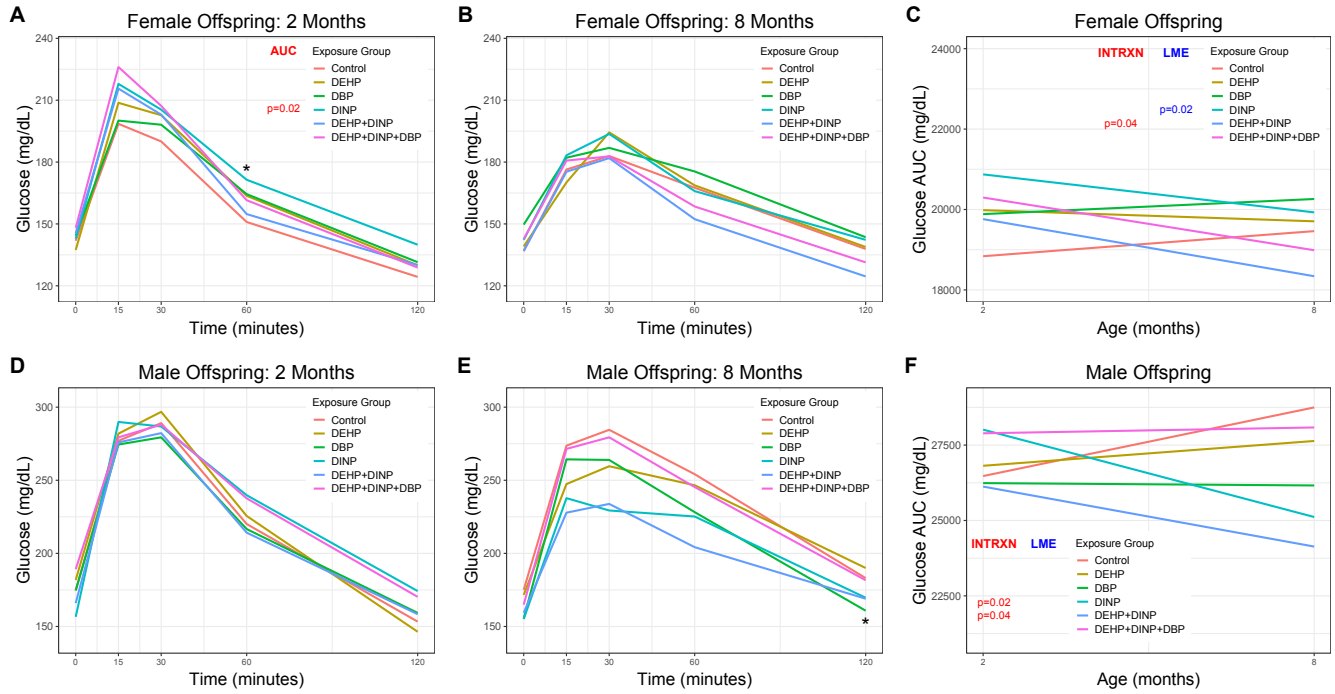 A
Female Offspring: 2 Months
Glucose (mg/dL)
240
210
180
150
120
0
15
30
60
120
Time (minutes)
AUC
p=0.02
*
Exposure Group
Control
DEHP
DBP
DINP
DEHP+DINP
DEHP+DINP+DBP
B
Female Offspring: 8 Months
Glucose (mg/dL)
240
210
180
150
120
0
15
30
60
120
Time (minutes)
Exposure Group
Control
DEHP
DBP
DINP
DEHP+DINP
DEHP+DINP+DBP
C
Female Offspring
Glucose AUC (mg/dL)
24000
22000
20000
18000
2
8
Age (months)
INTRXN LME
p=0.02
p=0.04
Exposure Group
Control
DEHP
DBP
DINP
DEHP+DINP
DEHP+DINP+DBP
D
Male Offspring: 2 Months
Glucose (mg/dL)
300
250
200
150
0
15
30
60
120
Time (minutes)
Exposure Group
Control
DEHP
DBP
DINP
DEHP+DINP
DEHP+DINP+DBP
E
Male Offspring: 8 Months
Glucose (mg/dL)
300
250
200
150
0
15
30
60
120
Time (minutes)
*
Exposure Group
Control
DEHP
DBP
DINP
DEHP+DINP
DEHP+DINP+DBP
F
Male Offspring
Glucose AUC (mg/dL)
27500
25000
22500
2
8
Age (months)
INTRXN LME
p=0.02
p=0.04
Exposure Group
Control
DEHP
DBP
DINP
DEHP+DINP
DEHP+DINP+DBP